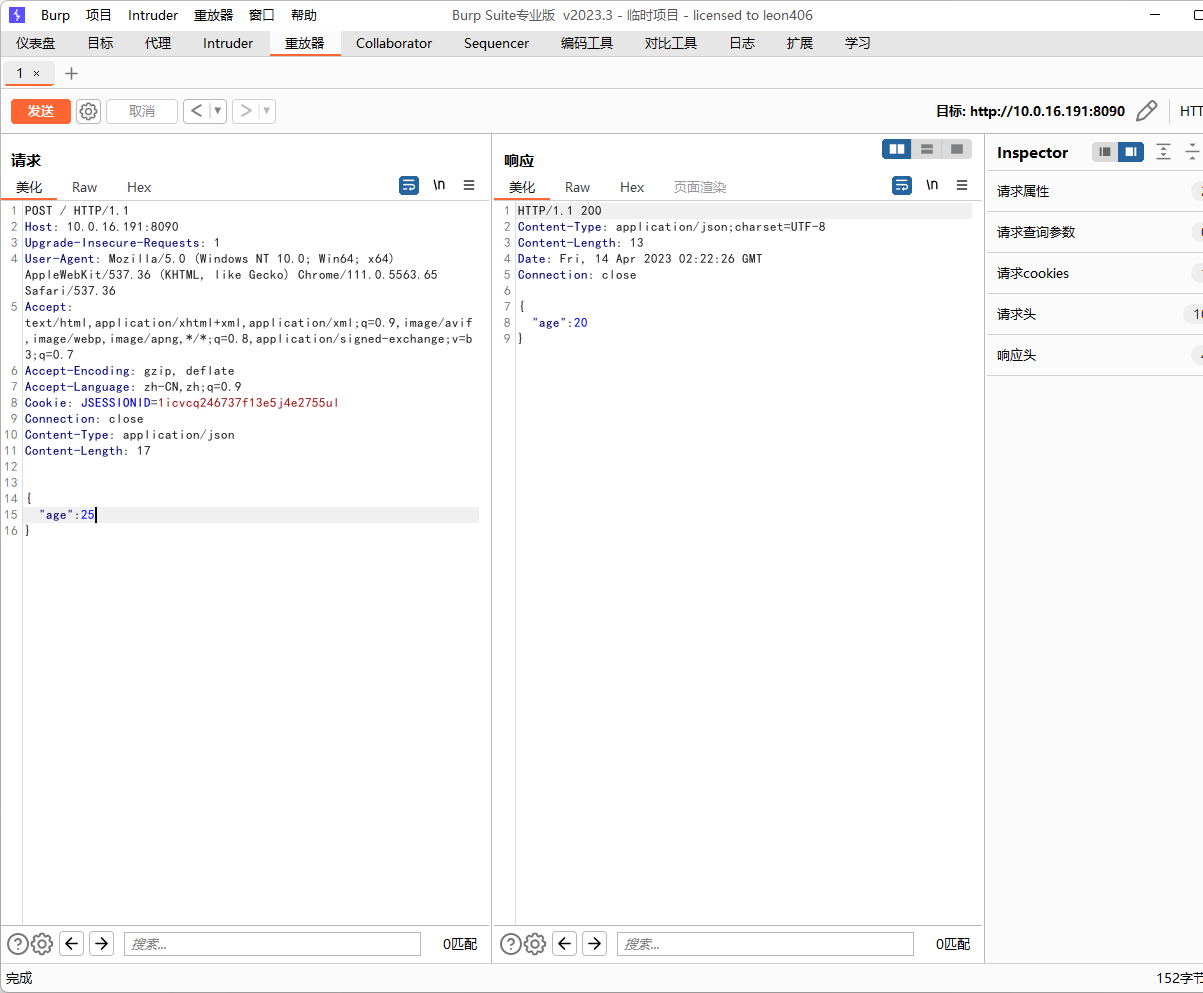 Burp 项目 Intruder 重放器 窗口 帮助 Burp Suite专业版 v2023.3 - 临时项目 - licensed to leon406
仪表盘 目标 代理 Intruder 重放器 Collaborator Sequencer 编码工具 对比工具 日志 扩展 学习
1 × +
发送 取消 < > 目标: http://10.0.16.191:8090
请求
美化 Raw Hex \n
1 POST / HTTP/1.1
2 Host: 10.0.16.191:8090
3 Upgrade-Insecure-Requests: 1
4 User-Agent: Mozilla/5.0 (Windows NT 10.0; Win64; x64)
AppleWebKit/537.36 (KHTML, like Gecko) Chrome/111.0.5563.65
Safari/537.36
5 Accept:
text/html,application/xhtml+xml,application/xml;q=0.9,image/avif
,image/webp,image/apng,*/*;q=0.8,application/signed-exchange;v=b
3;q=0.7
6 Accept-Encoding: gzip, deflate
7 Accept-Language: zh-CN,zh;q=0.9
8 Cookie: JSESSIONID=1icvcq246737f13e5j4e2755ul
9 Connection: close
10 Content-Type: application/json
11 Content-Length: 17
12
13
14 {
15 "age":25
16 }
搜索... 0匹配
响应
美化 Raw Hex 页面渲染 \n
1 HTTP/1.1 200
2 Content-Type: application/json;charset=UTF-8
3 Content-Length: 13
4 Date: Fri, 14 Apr 2023 02:22:26 GMT
5 Connection: close
6
7 {
8 "age":20
9 }
搜索... 0匹配
Inspector
请求属性
请求查询参数
请求cookies
请求头
响应头
完成